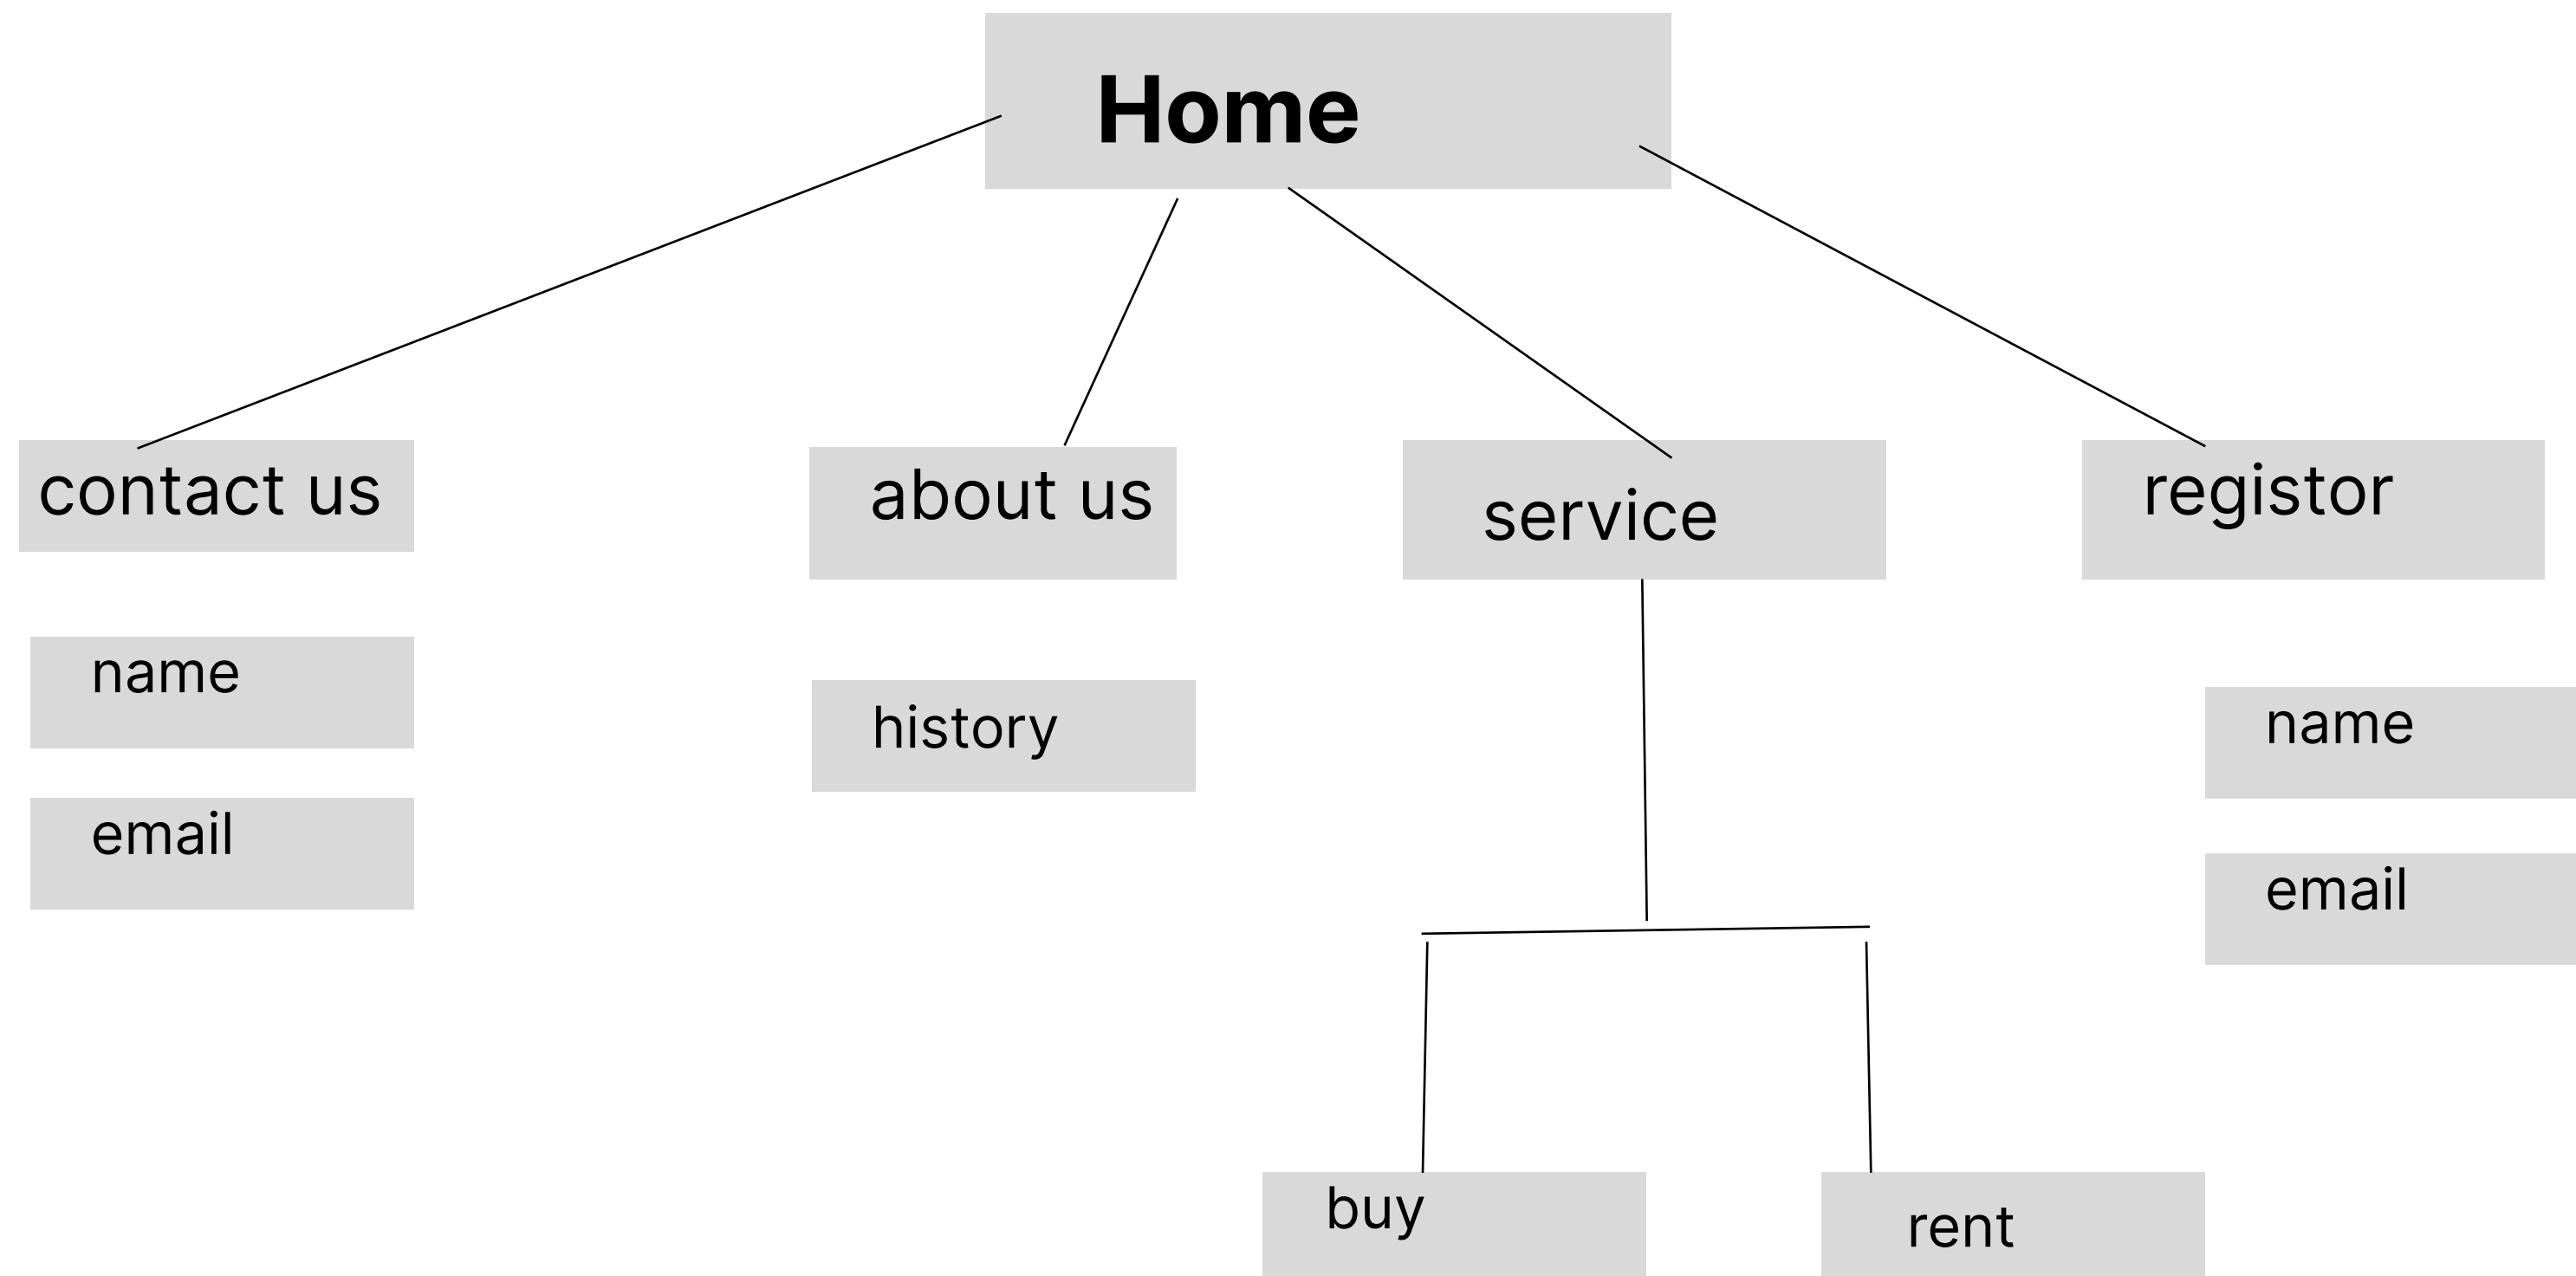 Home
contact us
about us
service
registor
name
history
name
email
email
buy
rent